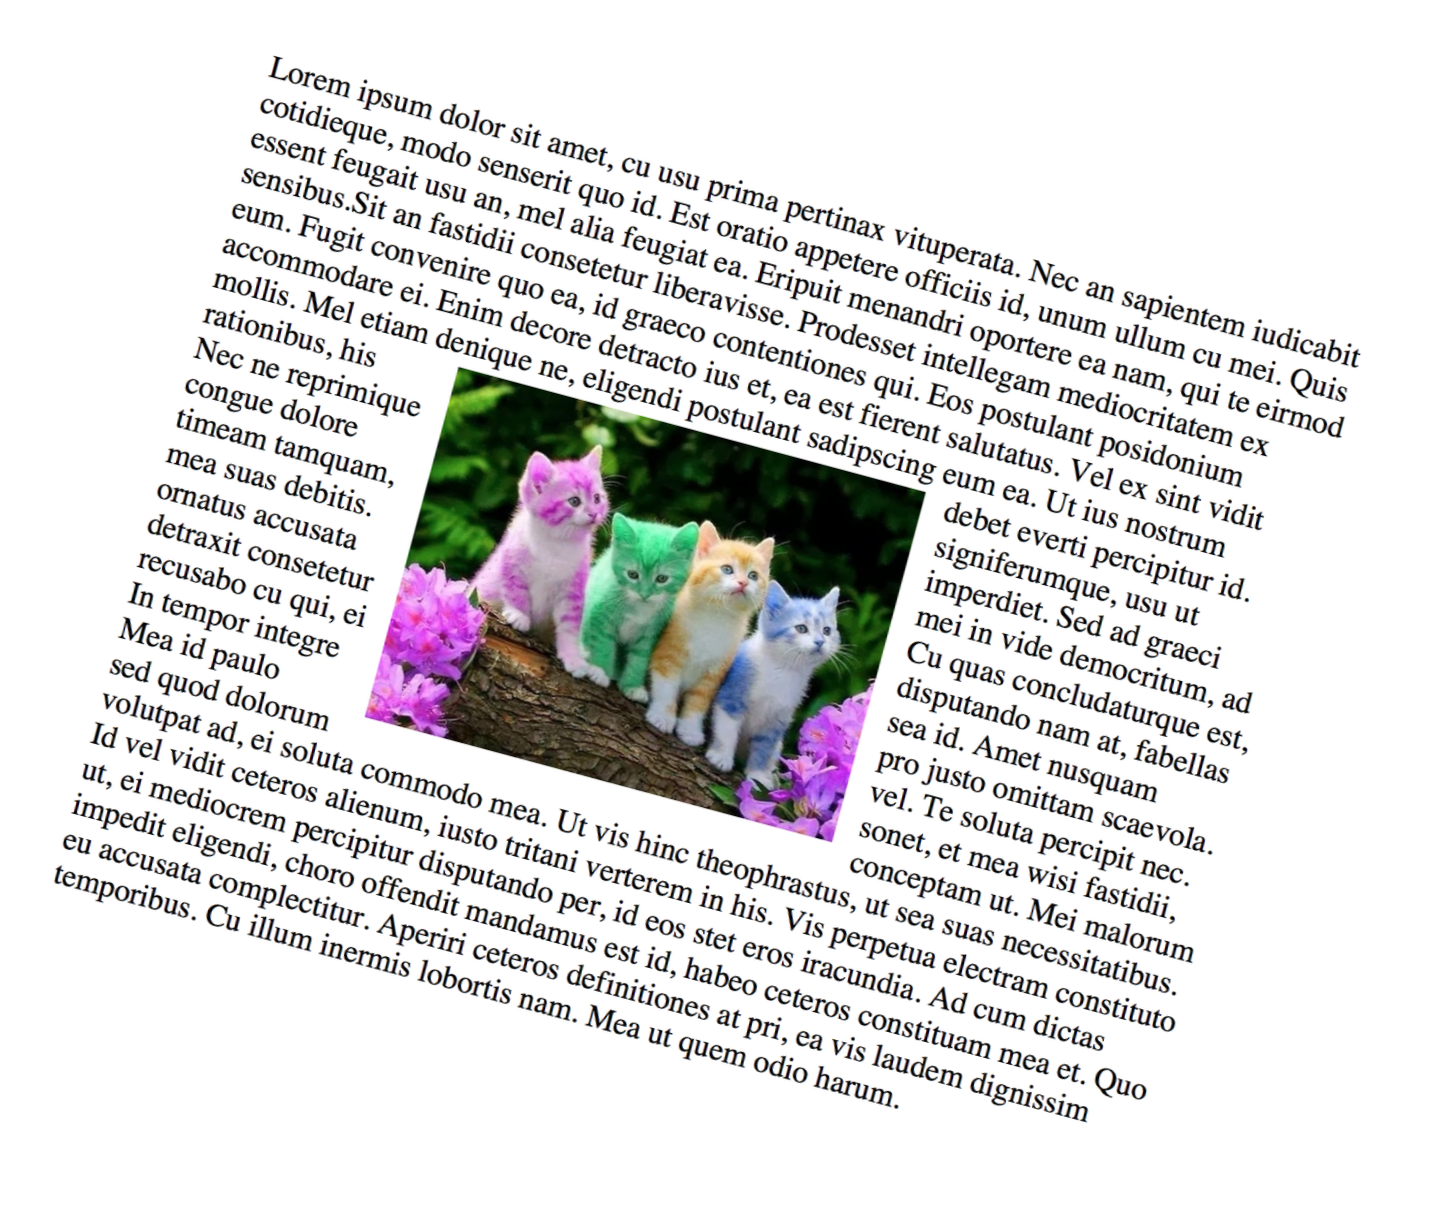 Lorem ipsum dolor sit amet, cu usu prima pertinax vituperata. Nec an sapientem iudicabit
cotidieque, modo senserit quo id. Est oratio appetere officiis id, unum ullum cu mei. Quis
essent feugait usu an, mel alia feugiat ea. Eripuit menandri oportere ea nam, qui te eirmod
sensibus.Sit an fastidii consetetur liberavisse. Prodesset intellegam mediocritatem ex
eum. Fugit convenire quo ea, id graeco contentiones qui. Eos postulant posidonium
accommodare ei. Enim decore detracto ius et, ea est fierent salutatus. Vel ex sint vidit
mollis. Mel etiam denique ne, eligendi postulant sadipscing eum ea. Ut ius nostrum
rationibus, his debet everti percipitur id.
Nec ne reprimique signiferumque, usu ut
congue dolore imperdiet. Sed ad graeci
timeam tamquam, mei in vide democritum, ad
mea suas debitis. Cu quas concludaturque est,
ornatus accusata disputando nam at, fabellas
detraxit consetetur sea id. Amet nusquam
recusabo cu qui, ei pro justo omittam scaevola.
In tempor integre vel. Te soluta percipit nec.
Mea id paulo sonet, et mea wisi fastidii,
sed quod dolorum conceptam ut. Mei malorum
volutpat ad, ei soluta commodo mea. Ut vis hinc theophrastus, ut sea suas necessitatibus.
Id vel vidit ceteros alienum, iusto tritani verterem in his. Vis perpetua electram constituto
ut, ei mediocrem percipitur disputando per, id eos stet eros iracundia. Ad cum dictas
impedit eligendi, choro offendit mandamus est id, habeo ceteros constituam mea et. Quo
eu accusata complectitur. Aperiri ceteros definitiones at pri, ea vis laudem dignissim
temporibus. Cu illum inermis lobortis nam. Mea ut quem odio harum.